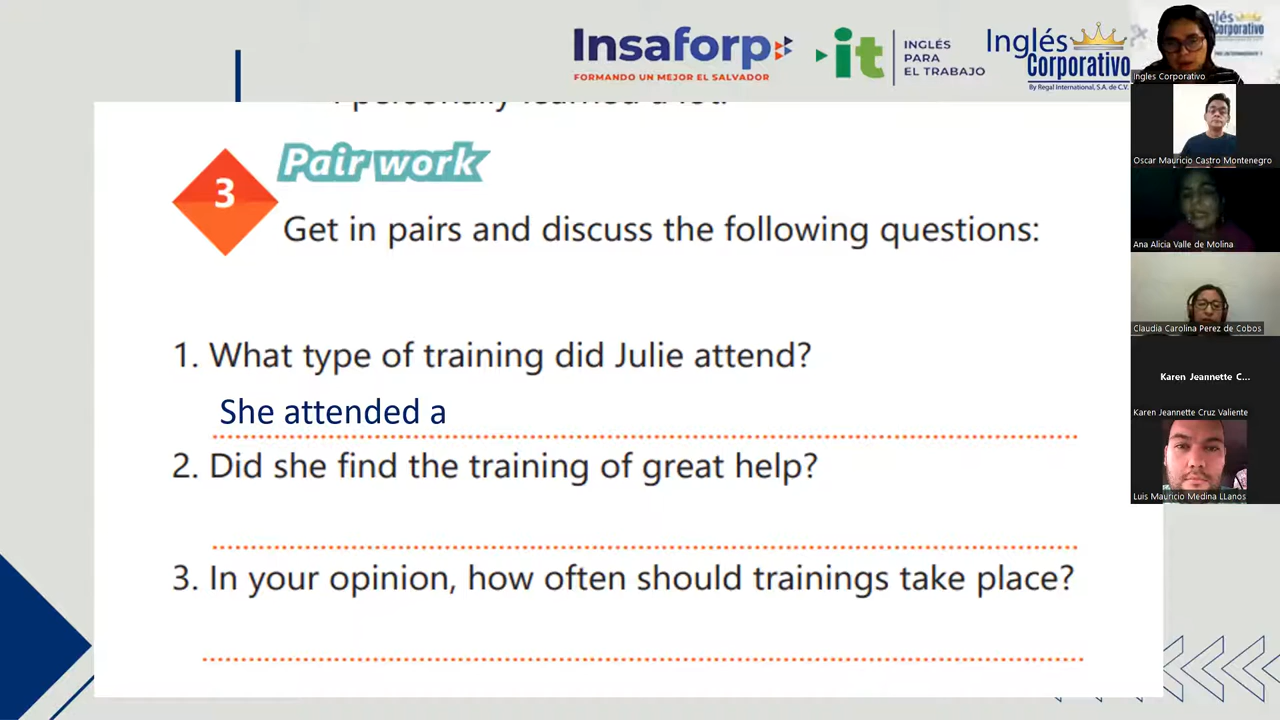 Insaforp
FORMANDO UN MEJOR EL SALVADOR
it
INGLÉS
PARA
EL TRABAJO
Inglés
Corporativo
By Regal International, S.A. de C.V.
Ingles Corporativo
I personally learned a lot.
Oscar Mauricio Castro Montenegro
Pair work
3
Get in pairs and discuss the following questions:
Ana Alicia Valle de Molina
Claudia Carolina Perez de Cobos
1. What type of training did Julie attend?
Karen Jeannette C...
She attended a
Karen Jeannette Cruz Valiente
2. Did she find the training of great help?
Luis Mauricio Medina LLanos
3. In your opinion, how often should trainings take place?